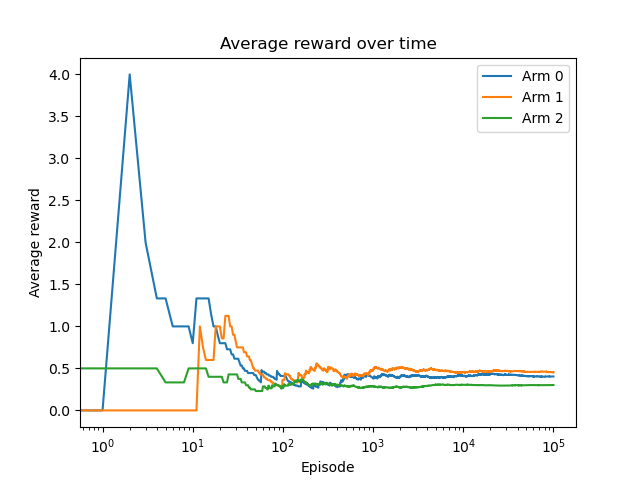 Average reward over time
Average reward
4.0
3.5
3.0
2.5
2.0
1.5
1.0
0.5
0.0
Arm 0
Arm 1
Arm 2
10⁰ 10¹ 10² 10³ 10⁴ 10⁵
Episode